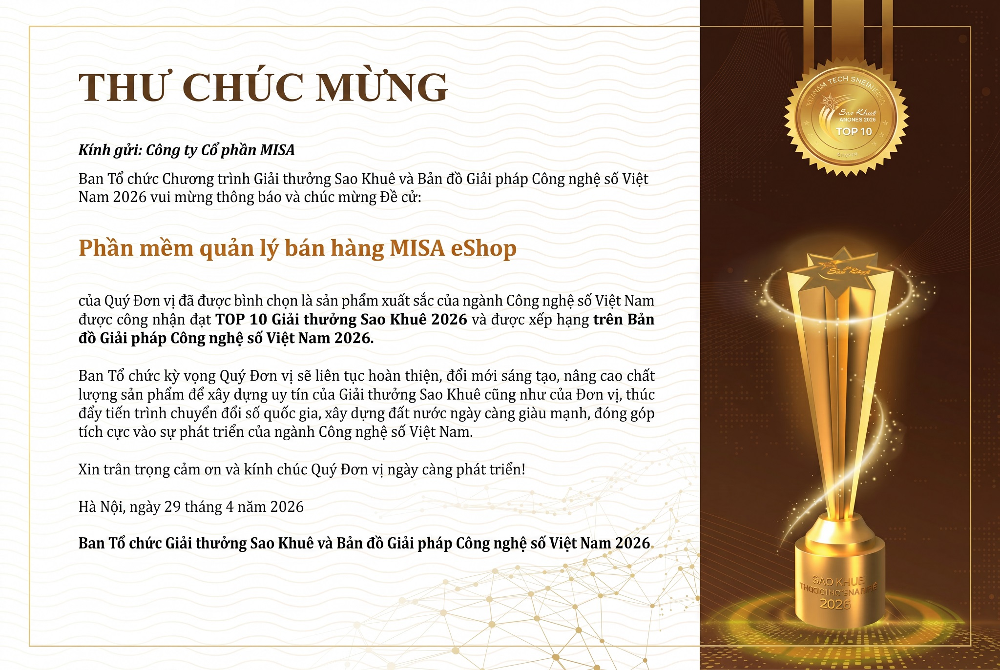 THƯ CHÚC MỪNG
Kính gửi: Công ty Cổ phần MISA
Ban Tổ chức Chương trình Giải thưởng Sao Khuê và Bản đồ Giải pháp Công nghệ số Việt
Nam 2026 vui mừng thông báo và chúc mừng Đề cử:
Phần mềm quản lý bán hàng MISA eShop
của Quý Đơn vị đã được bình chọn là sản phẩm xuất sắc của ngành Công nghệ số Việt Nam
được công nhận đạt TOP 10 Giải thưởng Sao Khuê 2026 và được xếp hạng trên Bản
đồ Giải pháp Công nghệ số Việt Nam 2026.
Ban Tổ chức kỳ vọng Quý Đơn vị sẽ liên tục hoàn thiện, đổi mới sáng tạo, nâng cao chất
lượng sản phẩm để xây dựng uy tín của Giải thưởng Sao Khuê cũng như của Đơn vị, thúc
đẩy tiến trình chuyển đổi số quốc gia, xây dựng đất nước ngày càng giàu mạnh, đóng góp
tích cực vào sự phát triển của ngành Công nghệ số Việt Nam.
Xin trân trọng cảm ơn và kính chúc Quý Đơn vị ngày càng phát triển!
Hà Nội, ngày 29 tháng 4 năm 2026
Ban Tổ chức Giải thưởng Sao Khuê và Bản đồ Giải pháp Công nghệ số Việt Nam 2026
TECH
Sao Khuê
ANONES 2026
TOP 10
Sao Khuê
SAO KHUE
2026